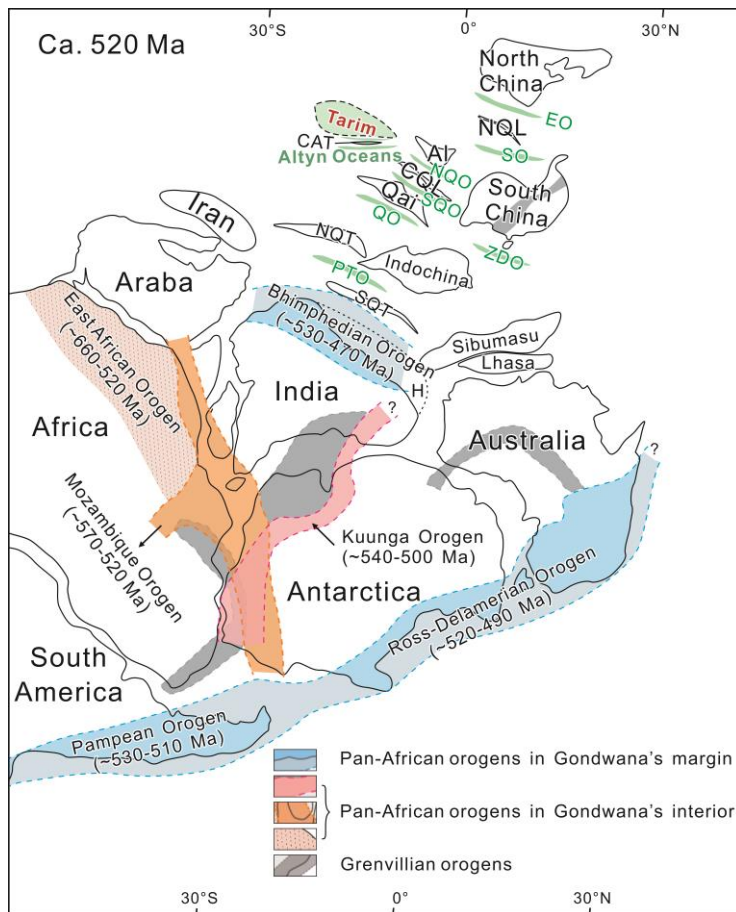 Ca. 520 Ma
30°S
0°
30°N
North
China
EO
Tarim
CAT
Altyn Oceans
NQL
SO
Al
NQO
CQL
SQO
Qai
QO
South
China
Iran
NQT
Indochina
ZDO
PTO
SQT
Araba
Bhimphedian Orogen
(~530-470 Ma)
Sibumasu
Lhasa
East African Orogen
(~660-520 Ma)
H
India
?
Africa
Australia
?
Mozambique Orogen
(~570-520 Ma)
Kuunga Orogen
(~540-500 Ma)
Antarctica
Ross-Delamerian Orogen
(~520-490 Ma)
South
America
Pampean Orogen
(~530-510 Ma)
Pan-African orogens in Gondwana's margin
Pan-African orogens in Gondwana's interior
Grenvillian orogens
30°S
0°
30°N